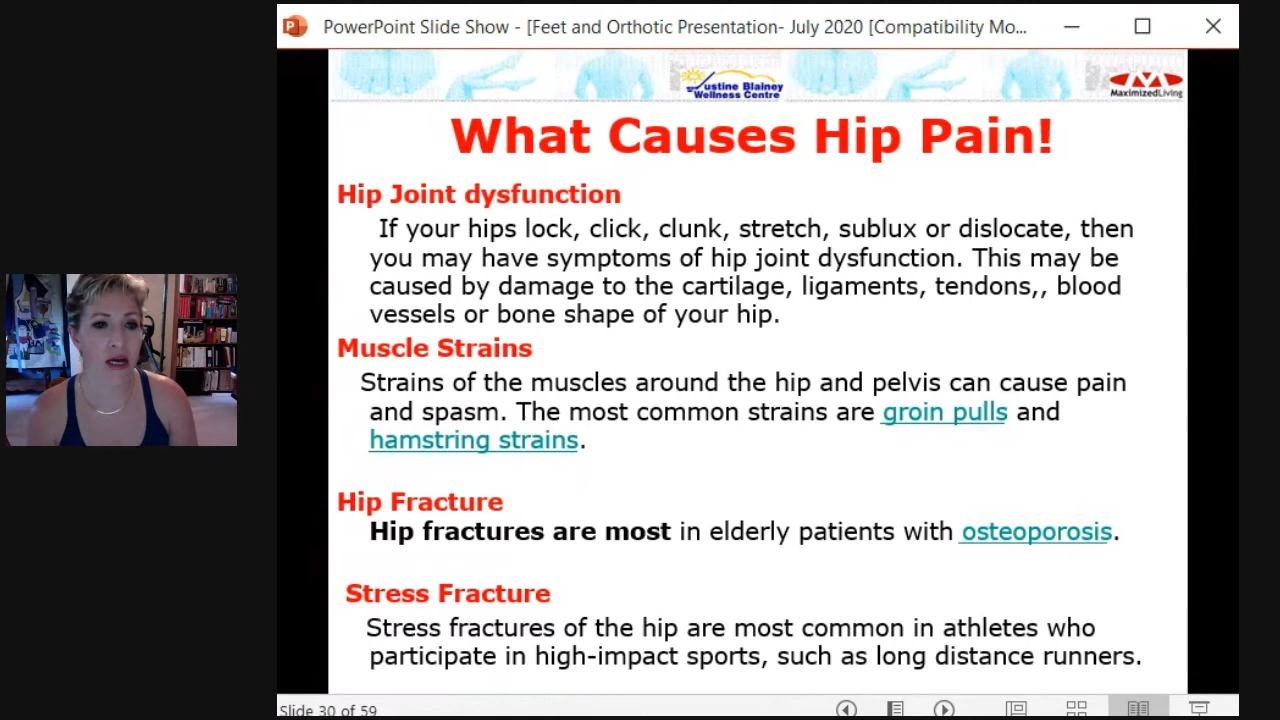 PowerPoint Slide Show - [Feet and Orthotic Presentation- July 2020 [Compatibility Mo...
Justine Blainey
Wellness Centre
MaximizedLiving
What Causes Hip Pain!
Hip Joint dysfunction
If your hips lock, click, clunk, stretch, sublux or dislocate, then
you may have symptoms of hip joint dysfunction. This may be
caused by damage to the cartilage, ligaments, tendons,, blood
vessels or bone shape of your hip.
Muscle Strains
Strains of the muscles around the hip and pelvis can cause pain
and spasm. The most common strains are groin pulls and
hamstring strains.
Hip Fracture
Hip fractures are most in elderly patients with osteoporosis.
Stress Fracture
Stress fractures of the hip are most common in athletes who
participate in high-impact sports, such as long distance runners.
Slide 30 of 59